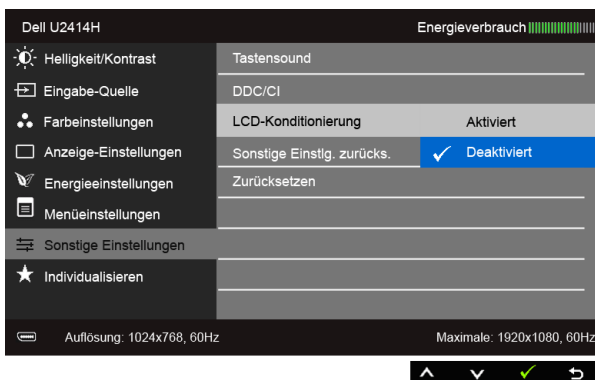 Dell U2414H
Energieverbrauch
Helligkeit/Kontrast
Eingabe-Quelle
Farbeinstellungen
Anzeige-Einstellungen
Energieeinstellungen
Menüeinstellungen
Sonstige Einstellungen
Individualisieren
Tastensound
DDC/CI
LCD-Konditionierung
Aktiviert
Sonstige Einstlg. zurücks.
Deaktiviert
Zurücksetzen
Auflösung: 1024x768, 60Hz
Maximale: 1920x1080, 60Hz